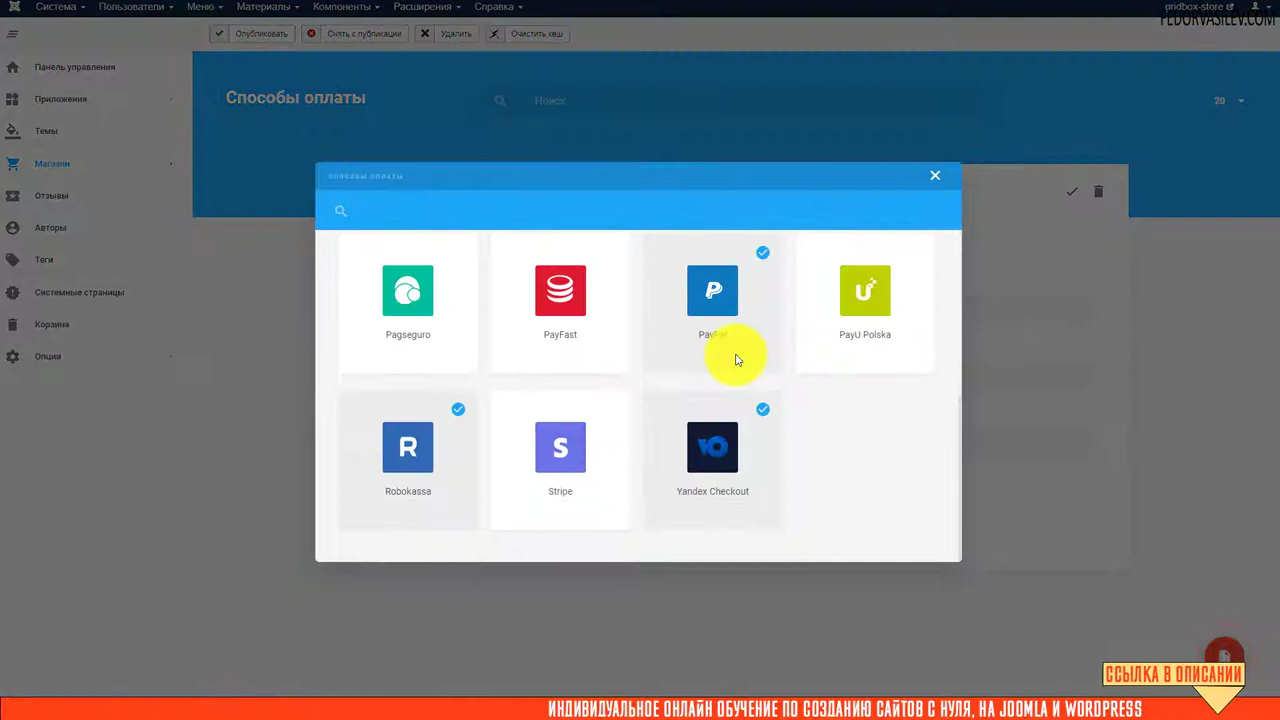 Система Пользователи Меню Материалы Компоненты Расширения Справка gridbox-store
FEDORVASILEV.COM
Опубликовать Снять с публикации Удалить Очистить кеш
Панель управления
Приложения
Темы
Магазин
Отзывы
Авторы
Теги
Системные страницы
Корзина
Опции
Способы оплаты
Поиск
20
СПОСОБЫ ОПЛАТЫ
Pagseguro
PayFast
PayPal
PayU Polska
R
Robokassa
S
Stripe
Yandex Checkout
ССЫЛКА В ОПИСАНИИ
ИНДИВИДУАЛЬНОЕ ОНЛАЙН ОБУЧЕНИЕ ПО СОЗДАНИЮ САЙТОВ С НУЛЯ, НА JOOMLA И WORDPRESS